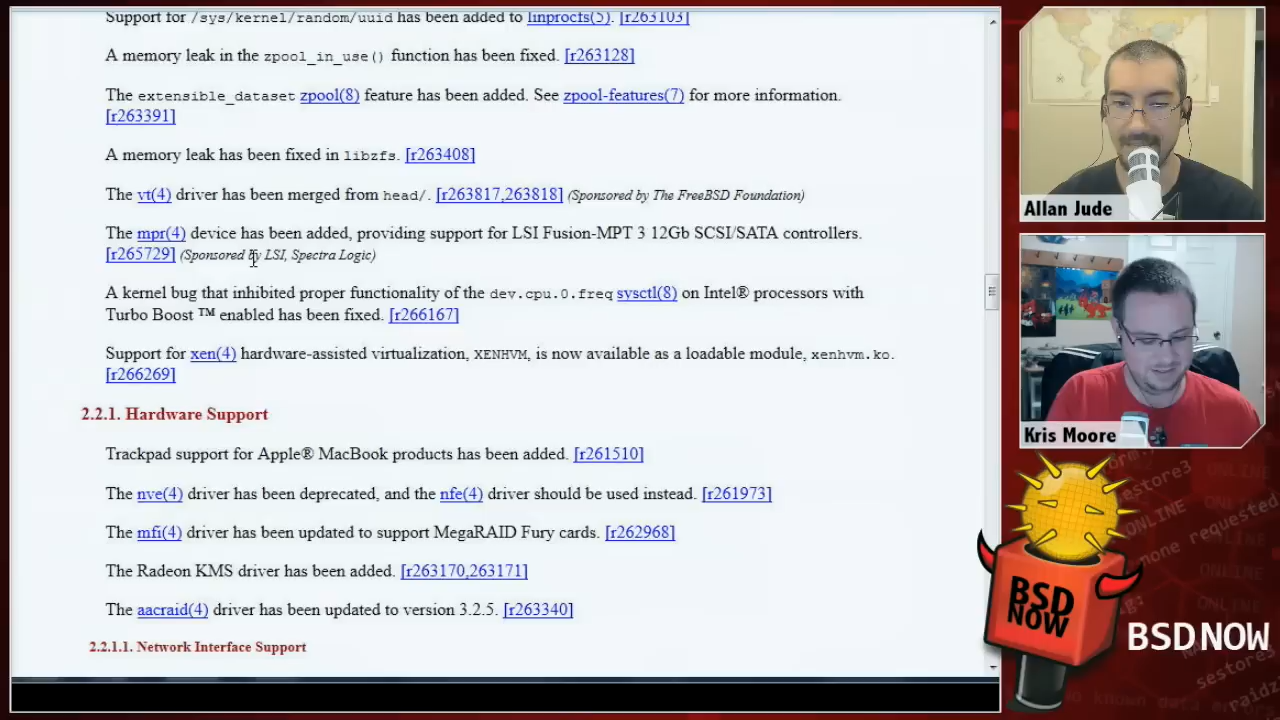 Support for /sys/kernel/random/uuid has been added to linprocfs(5). [r263103]
A memory leak in the zpool_in_use() function has been fixed. [r263128]
The extensible_dataset zpool(8) feature has been added. See zpool-features(7) for more information.
[r263391]
A memory leak has been fixed in libzfs. [r263408]
The vt(4) driver has been merged from head/. [r263817,263818] (Sponsored by The FreeBSD Foundation)
The mpr(4) device has been added, providing support for LSI Fusion-MPT 3 12Gb SCSI/SATA controllers.
[r265729] (Sponsored by LSI, Spectra Logic)
A kernel bug that inhibited proper functionality of the dev.cpu.0.freq sysctl(8) on Intel® processors with
Turbo Boost ™ enabled has been fixed. [r266167]
Support for xen(4) hardware-assisted virtualization, XENHVM, is now available as a loadable module, xenhvm.ko.
[r266269]
2.2.1. Hardware Support
Trackpad support for Apple® MacBook products has been added. [r261510]
The nve(4) driver has been deprecated, and the nfe(4) driver should be used instead. [r261973]
The mfi(4) driver has been updated to support MegaRAID Fury cards. [r262968]
The Radeon KMS driver has been added. [r263170,263171]
The aacraid(4) driver has been updated to version 3.2.5. [r263340]
2.2.1.1. Network Interface Support
Allan Jude
Kris Moore
BSD
NOW
BSD NOW
estore3
ONLINE
ONLINE
none requested
ONLINE